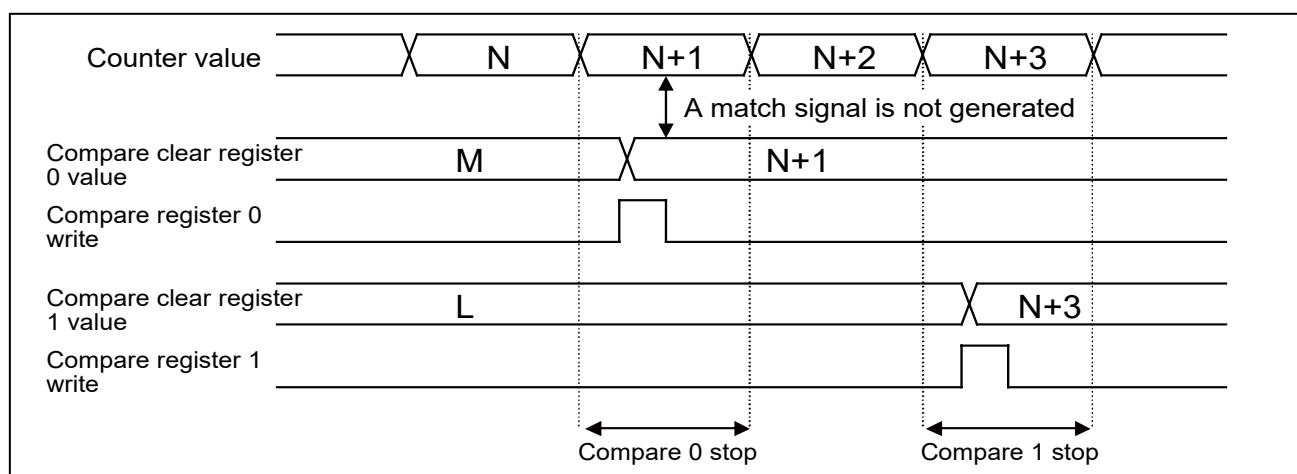 Counter value N N+1 N+2 N+3
A match signal is not generated
Compare clear register
0 value
M N+1
Compare register 0
write
Compare clear register
1 value
L N+3
Compare register 1
write
Compare 0 stop Compare 1 stop